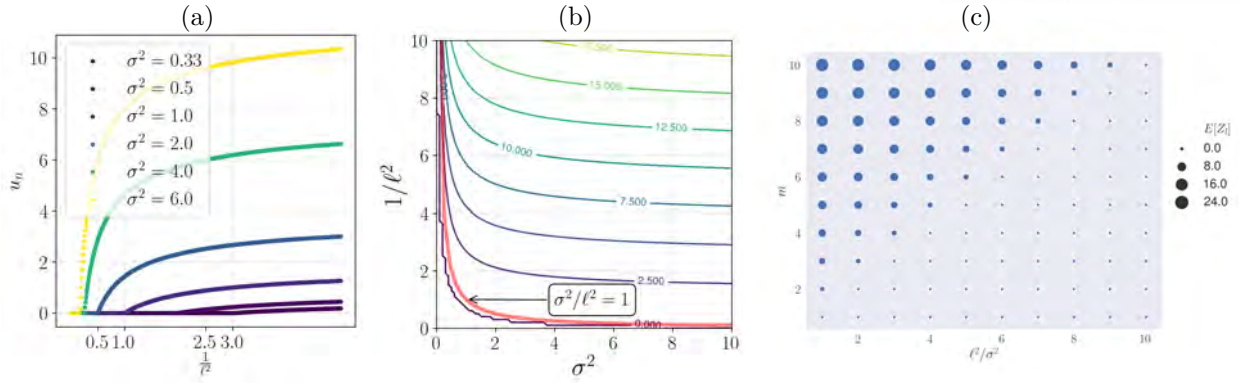 (a)
(b)
(c)
10
8
6
4
2
0
u_n
σ² = 0.33
σ² = 0.5
σ² = 1.0
σ² = 2.0
σ² = 4.0
σ² = 6.0
0.5 1.0 2.5 3.0
1/ℓ²
10
8
6
4
2
0
1/ℓ²
15.000
12.500
10.000
7.500
2.500
0.000
σ²/ℓ² = 1
0 2 4 6 8 10
σ²
10
8
6
4
2
m
2 4 6 8 10
ℓ²/σ²
E[Z_l]
0.0
8.0
16.0
24.0